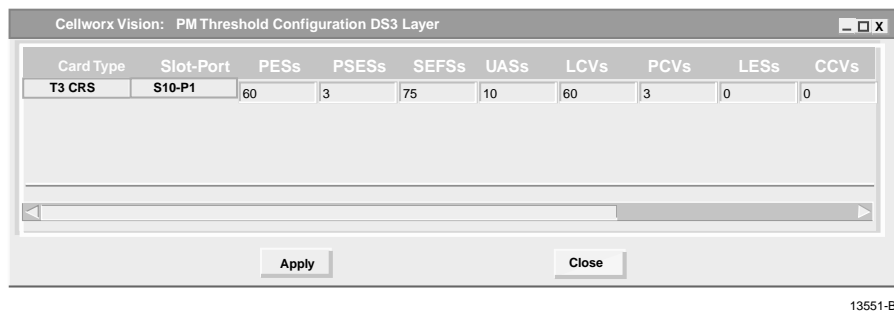 Cellworx Vision: PM Threshold Configuration DS3 Layer
X
Card Type Slot-Port PESs PSESs SEFSs UASs LCVs PCVs LESs CCVs
T3 CRS S10-P1 60 3 75 10 60 3 0 0
Apply Close
13551-B